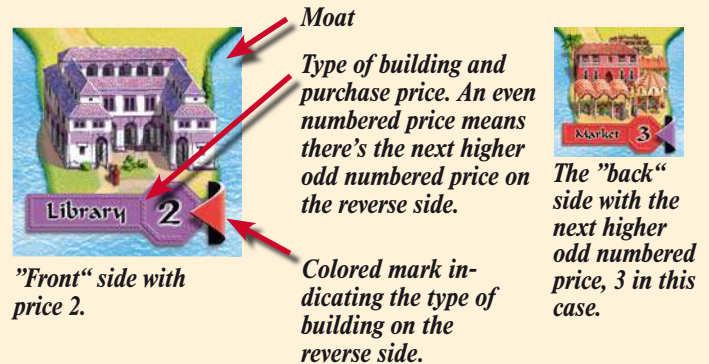 Moat
Type of building and
purchase price. An even
numbered price means
there's the next higher
odd numbered price on
the reverse side.
Library 2
”Front“ side with
price 2.
Colored mark in-
dicating the type of
building on the
reverse side.
Market 3
The ”back“
side with the
next higher
odd numbered
price, 3 in this
case.